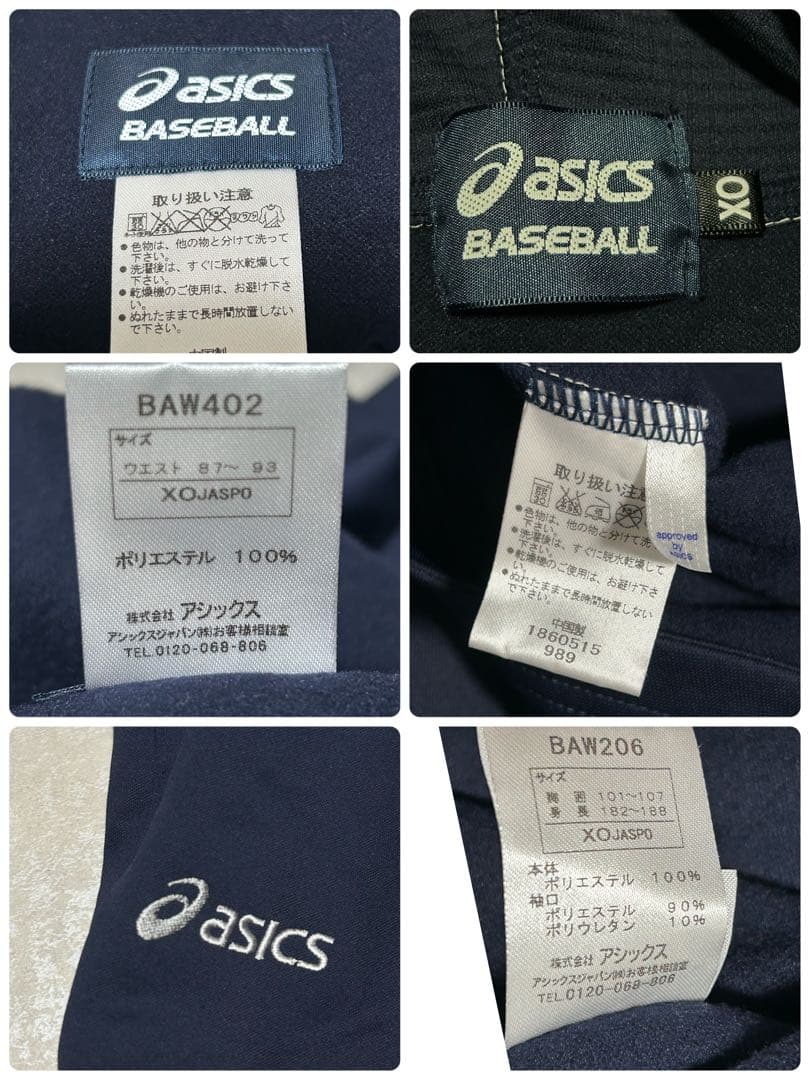 asics
BASEBALL
取り扱い注意
●色物は、他の物と分けて洗って
下さい。
●洗濯後は、すぐに脱水乾燥して
下さい。
●乾燥機のご使用は、お避け下さ
い。
●ぬれたままで長時間放置しない
で下さい。
asics
BASEBALL
XO
BAW402
サイズ
ウエスト 87～ 93
XOJASPO
ポリエステル 100%
株式会社 アシックス
アシックスジャパン㈱お客様相談室
TEL.0120-068-806
取り扱い注意
●色物は、他の物と分けて洗って
下さい。
●洗濯後は、すぐに脱水乾燥して
下さい。
●乾燥機のご使用は、お避け下さ
い。
●ぬれたままで長時間放置しない
で下さい。
中国製
1860515
989
approved
by
asics
BAW206
サイズ
胸 囲 101～107
身 長 182～188
XOJASPO
本体
ポリエステル 100%
袖口
ポリエステル 90%
ポリウレタン 10%
株式会社 アシックス
アシックスジャパン㈱お客様相談室
TEL.0120-068-806